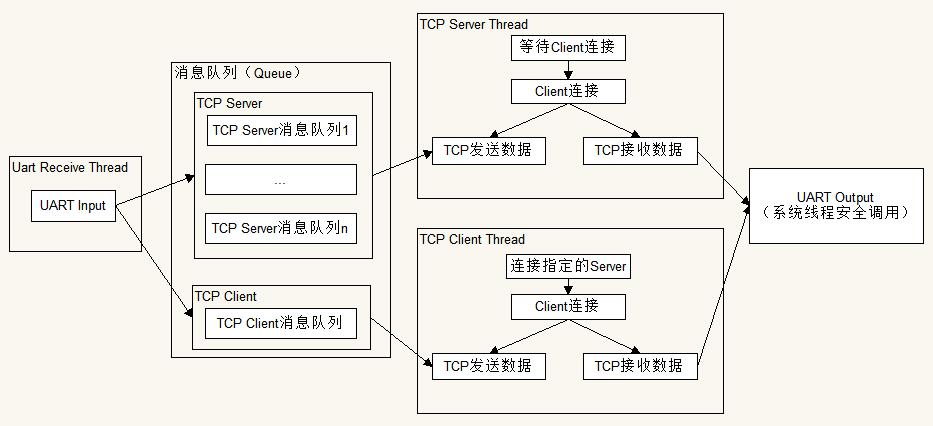 Uart Receive Thread
UART Input
消息队列（Queue）
TCP Server
TCP Server消息队列1
...
TCP Server消息队列n
TCP Client
TCP Client消息队列
TCP Server Thread
等待Client连接
Client连接
TCP发送数据
TCP接收数据
TCP Client Thread
连接指定的Server
Client连接
TCP发送数据
TCP接收数据
UART Output
（系统线程安全调用）